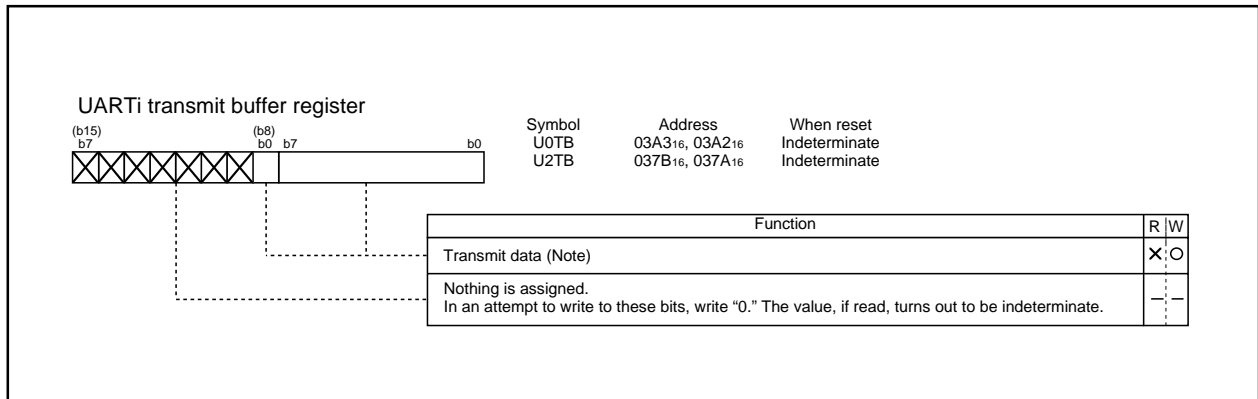 UARTi transmit buffer register
(b15) (b8)
b7 b0 b7 b0
Symbol Address When reset
U0TB 03A3₁₆, 03A2₁₆ Indeterminate
U2TB 037B₁₆, 037A₁₆ Indeterminate
Function R W
Transmit data (Note) ✕ ○
Nothing is assigned.
In an attempt to write to these bits, write “0.” The value, if read, turns out to be indeterminate. – –